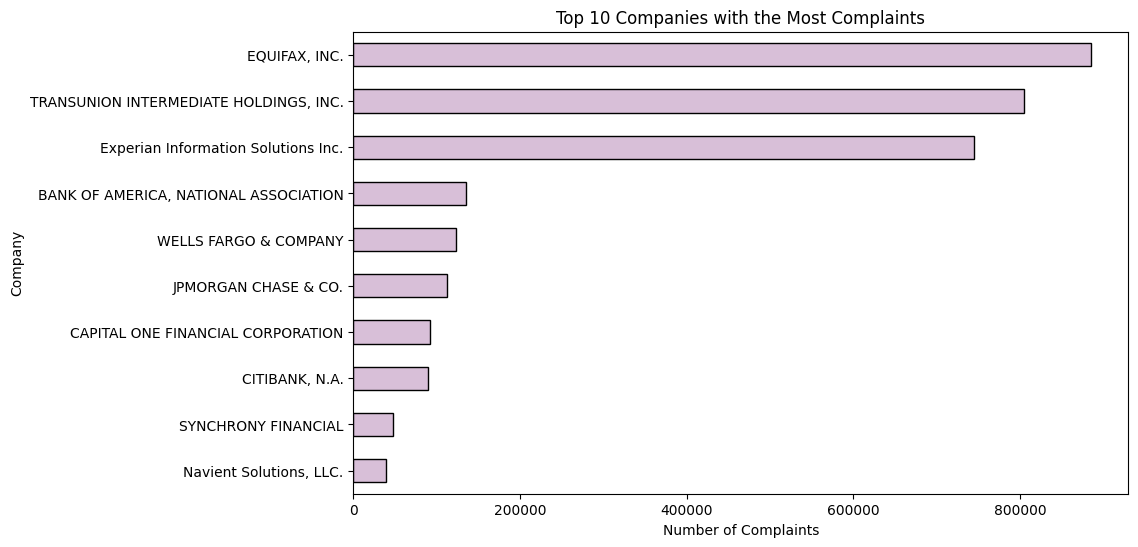 Top 10 Companies with the Most Complaints
Company
EQUIFAX, INC.
TRANSUNION INTERMEDIATE HOLDINGS, INC.
Experian Information Solutions Inc.
BANK OF AMERICA, NATIONAL ASSOCIATION
WELLS FARGO & COMPANY
JPMORGAN CHASE & CO.
CAPITAL ONE FINANCIAL CORPORATION
CITIBANK, N.A.
SYNCHRONY FINANCIAL
Navient Solutions, LLC.
0 200000 400000 600000 800000
Number of Complaints